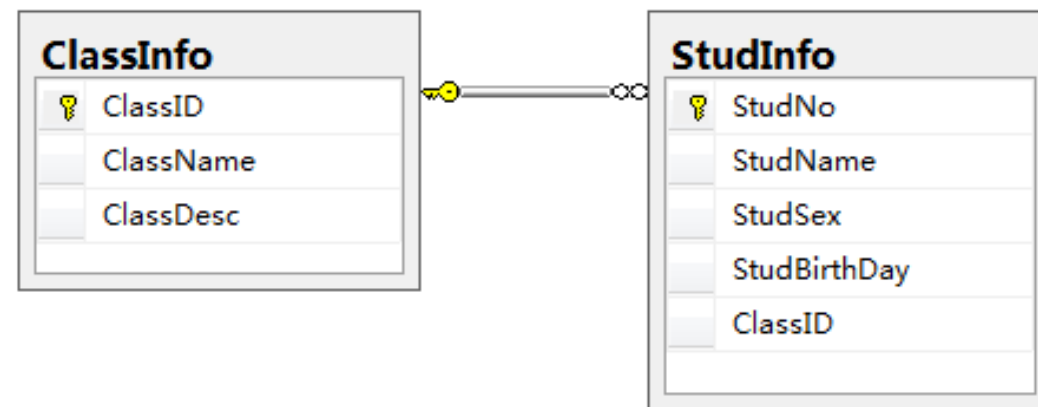 ClassInfo
ClassID
ClassName
ClassDesc
StudInfo
StudNo
StudName
StudSex
StudBirthDay
ClassID